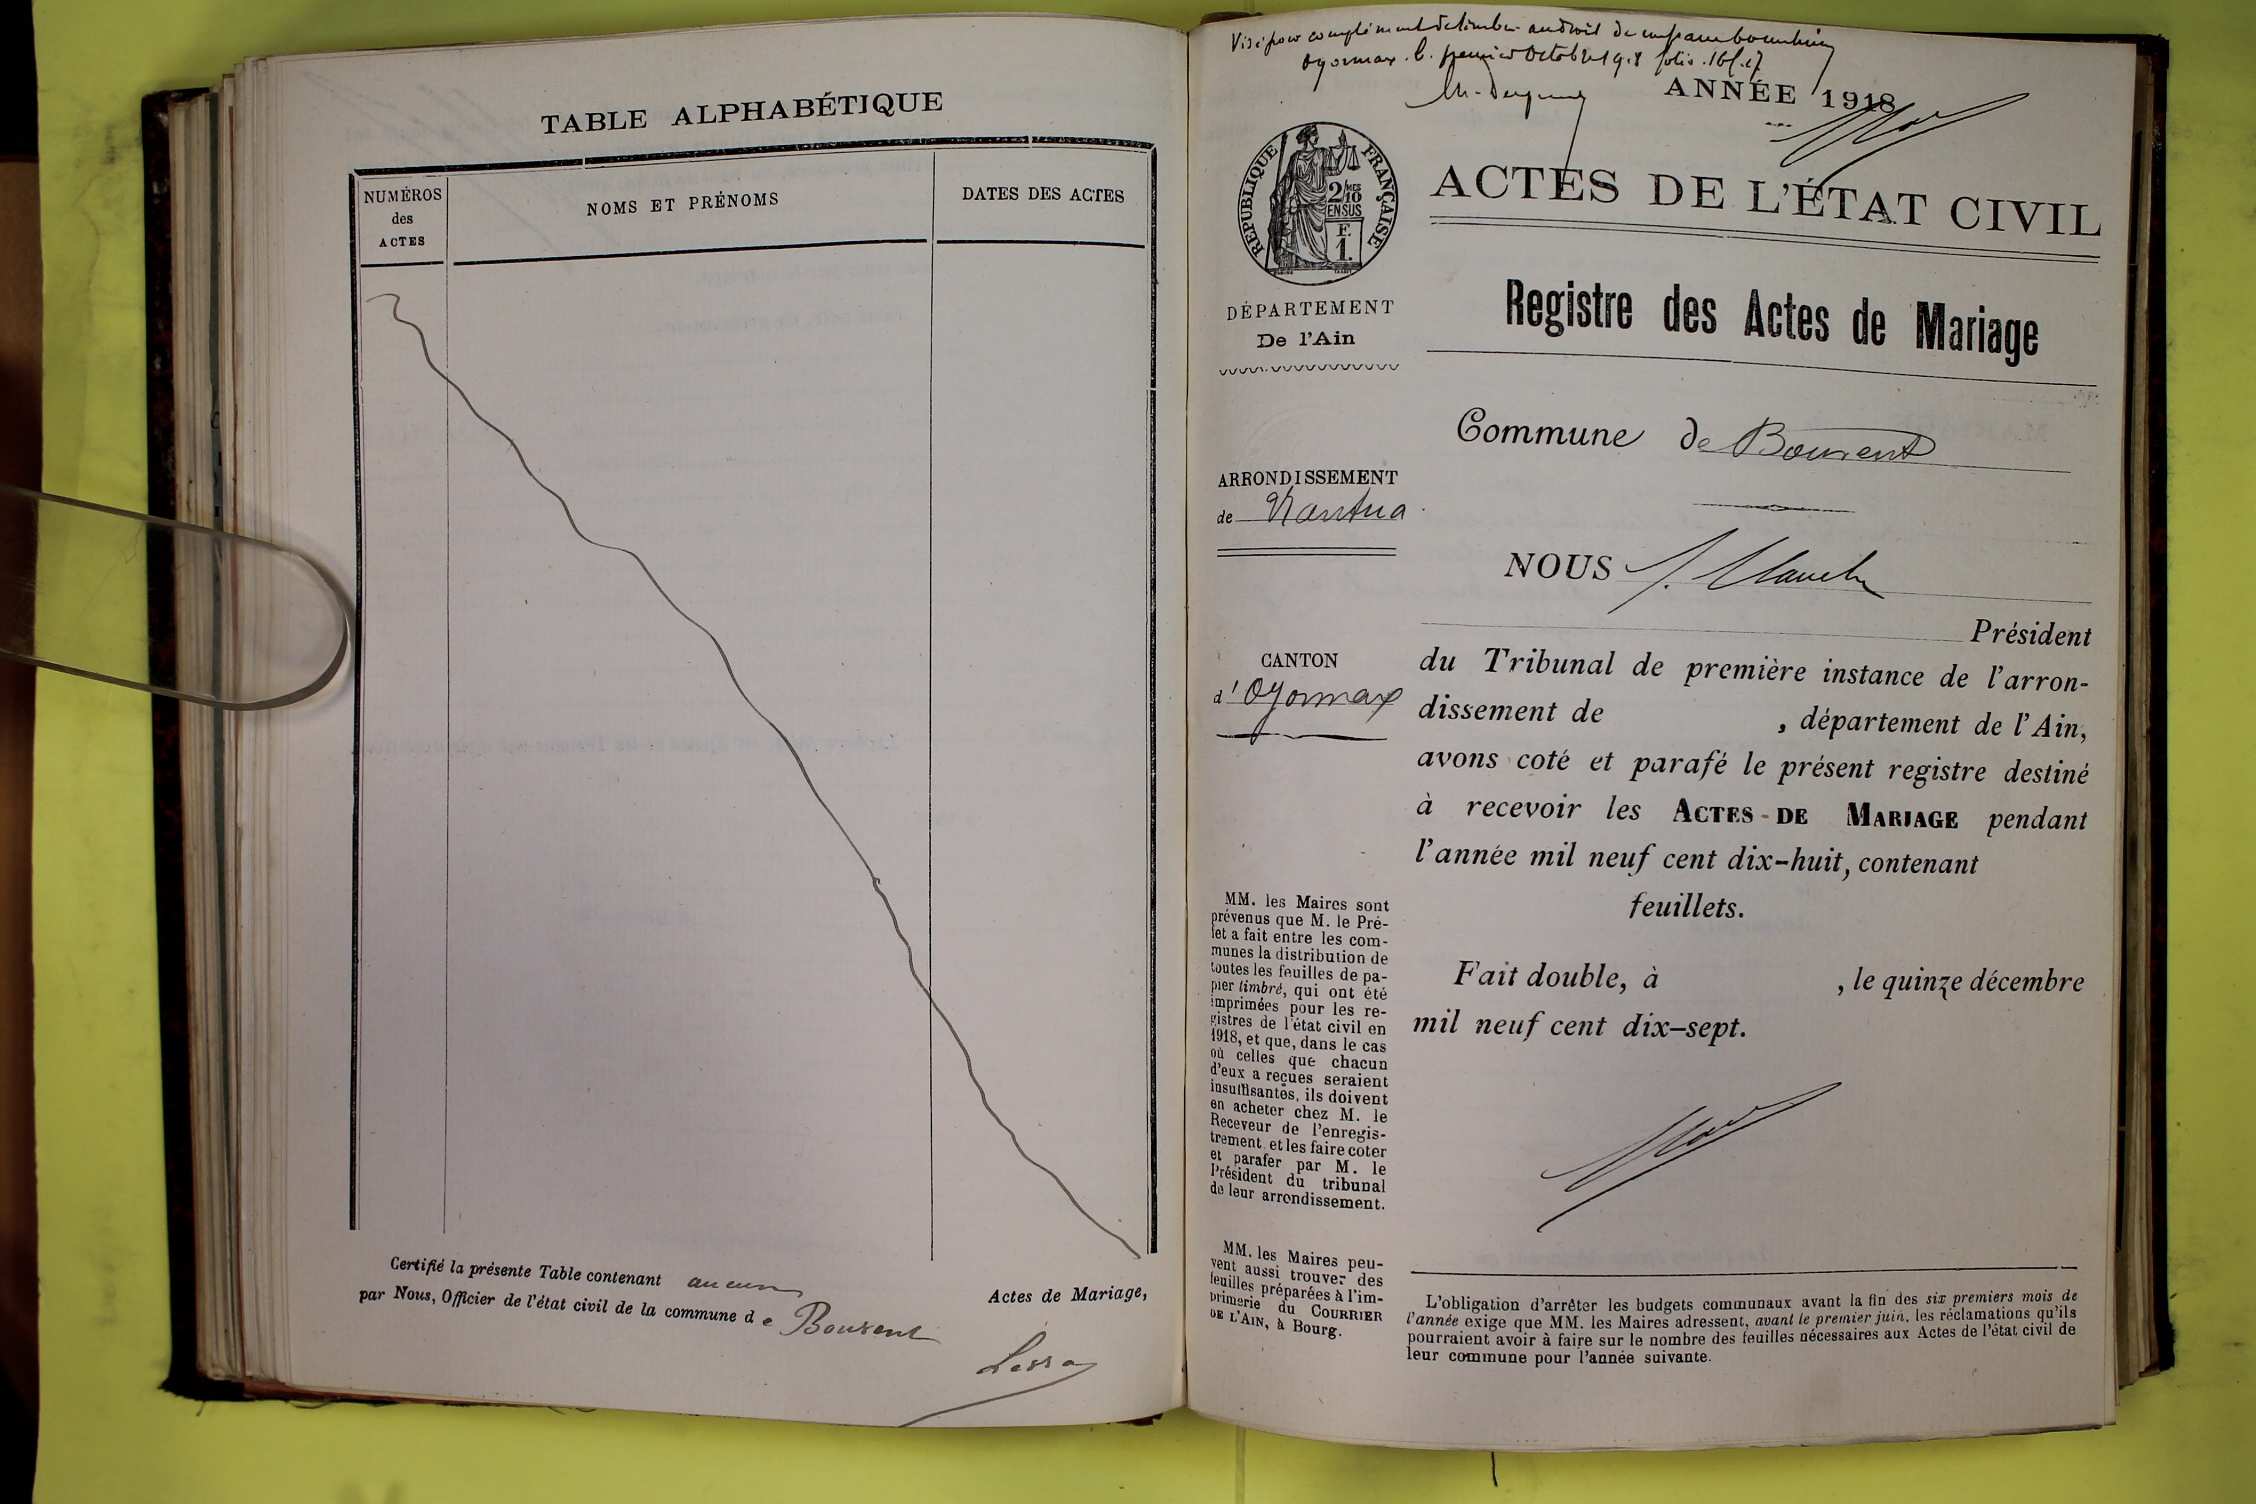 TABLE ALPHABÉTIQUE
NUMÉROS
des
ACTES
NOMS ET PRÉNOMS
DATES DES ACTES
Certifié la présente Table contenant aucun
Actes de Mariage,
par Nous, Officier de l'état civil de la commune de Bouvent
Visé pour complément de timbre au droit de
Oyonnax le premier Octobre 1918 folio
ANNÉE 1918
RÉPUBLIQUE FRANÇAISE
2/10
MES
EN SUS
F.
1.
ACTES DE L'ÉTAT CIVIL
DÉPARTEMENT
De l'Ain
Registre des Actes de Mariage
Commune de Bouvent
ARRONDISSEMENT
de Nantua
NOUS
Président
CANTON
d'Oyonnax
du Tribunal de première instance de l'arron-
dissement de , département de l'Ain,
avons coté et parafé le présent registre destiné
à recevoir les ACTES-DE MARIAGE pendant
l'année mil neuf cent dix-huit, contenant
feuillets.
Fait double, à , le quinze décembre
mil neuf cent dix-sept.
MM. les Maires sont
prévenus que M. le Pré-
fet a fait entre les com-
munes la distribution de
toutes les feuilles de pa-
pier timbré, qui ont été
imprimées pour les re-
gistres de l'état civil en
1918, et que, dans le cas
où celles que chacun
d'eux a reçues seraient
insuffisantes, ils doivent
en acheter chez M. le
Receveur de l'enregis-
trement et les faire coter
et parafer par M. le
Président du tribunal
de leur arrondissement.
MM. les Maires peu-
vent aussi trouver des
feuilles préparées à l'im-
primerie du COURRIER
DE L'AIN, à Bourg.
L'obligation d'arrêter les budgets communaux avant la fin des six premiers mois de
l'année exige que MM. les Maires adressent, avant le premier juin, les réclamations qu'ils
pourraient avoir à faire sur le nombre des feuilles nécessaires aux Actes de l'état civil de
leur commune pour l'année suivante.